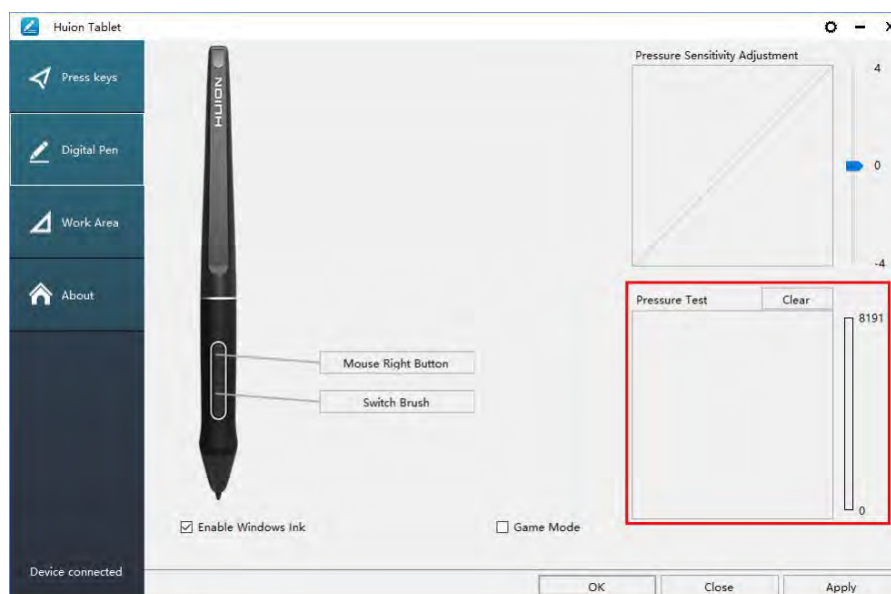 Huion Tablet
Press keys
Digital Pen
Work Area
About
Device connected
HUION
Mouse Right Button
Switch Brush
Enable Windows Ink
Game Mode
Pressure Sensitivity Adjustment
4
0
-4
Pressure Test
Clear
8191
0
OK
Close
Apply